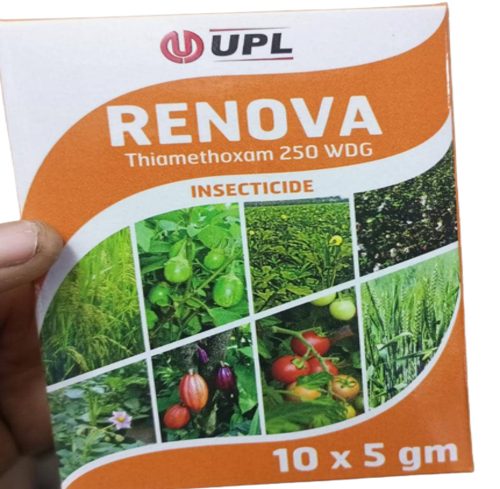 UPL
RENOVA
Thiamethoxam 250 WDG
INSECTICIDE
10 x 5 gm